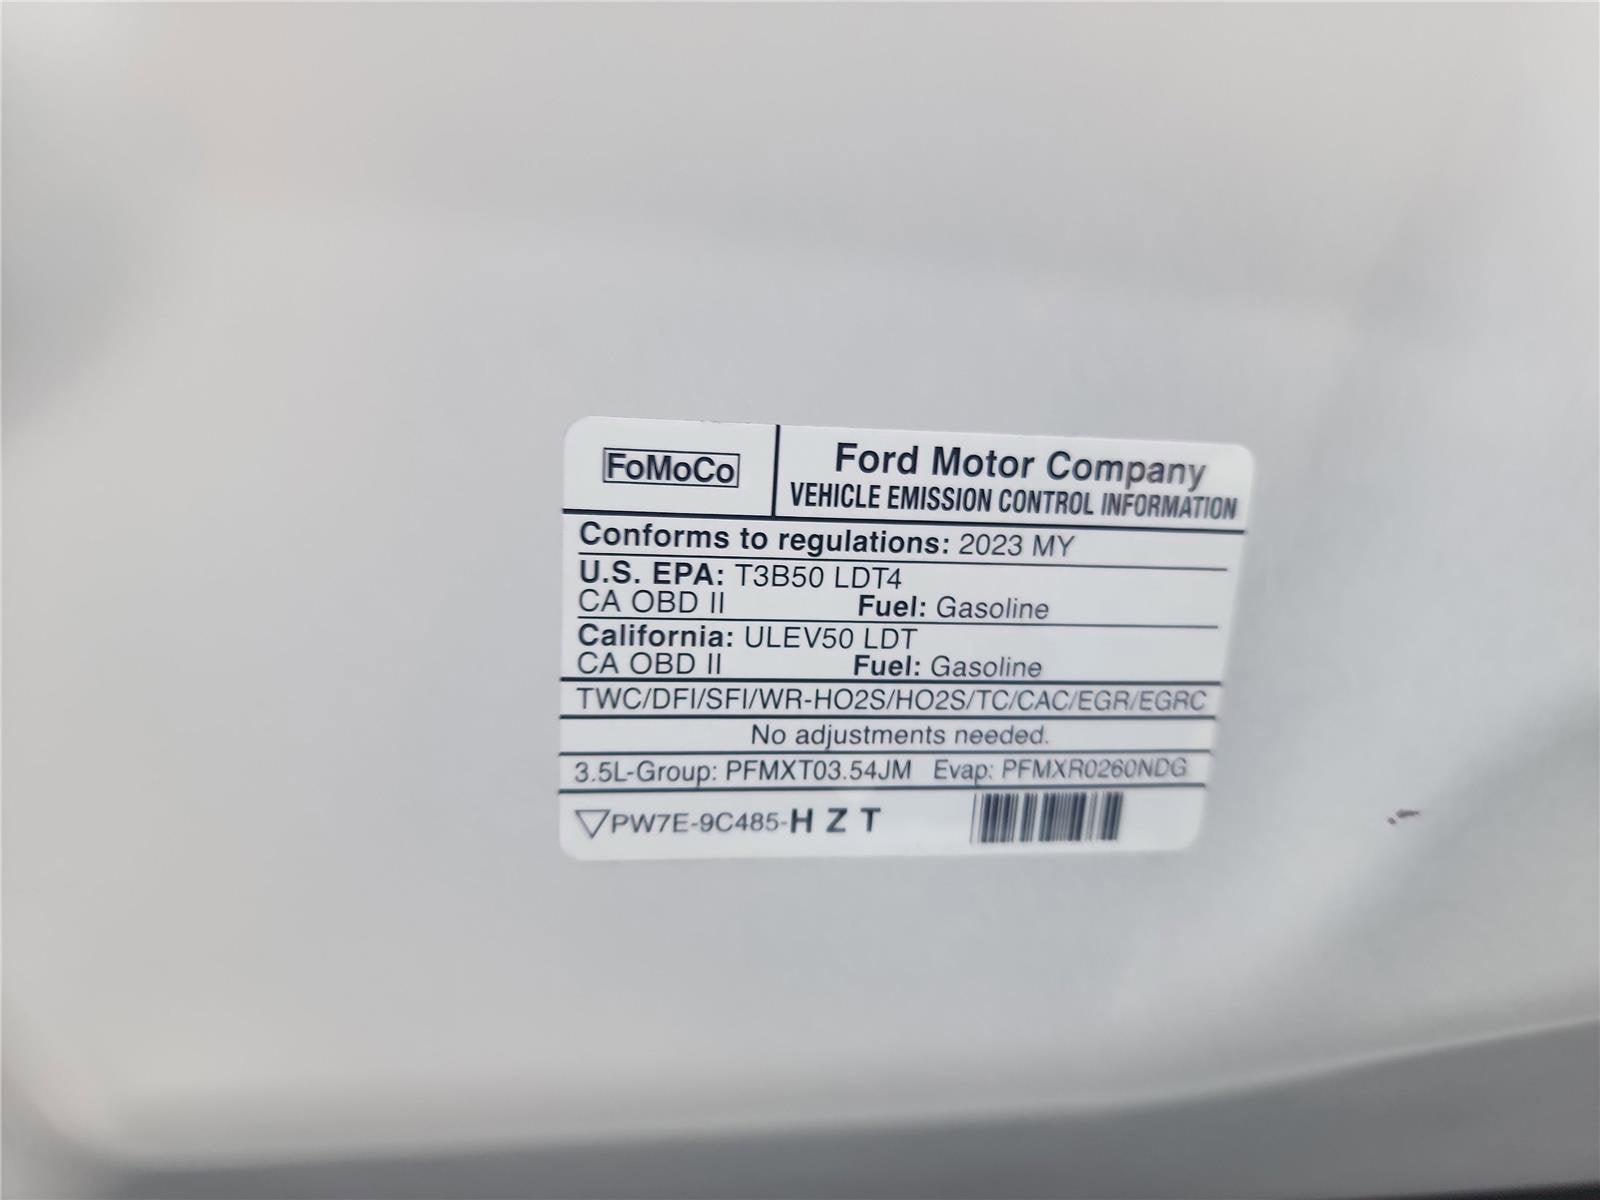 FoMoCo
Ford Motor Company
VEHICLE EMISSION CONTROL INFORMATION
Conforms to regulations: 2023 MY
U.S. EPA: T3B50 LDT4
CA OBD II Fuel: Gasoline
California: ULEV50 LDT
CA OBD II Fuel: Gasoline
TWC/DFI/SFI/WR-HO2S/HO2S/TC/CAC/EGR/EGRC
No adjustments needed.
3.5L-Group: PFMXT03.54JM Evap: PFMXR0260NDG
PW7E-9C485-H Z T